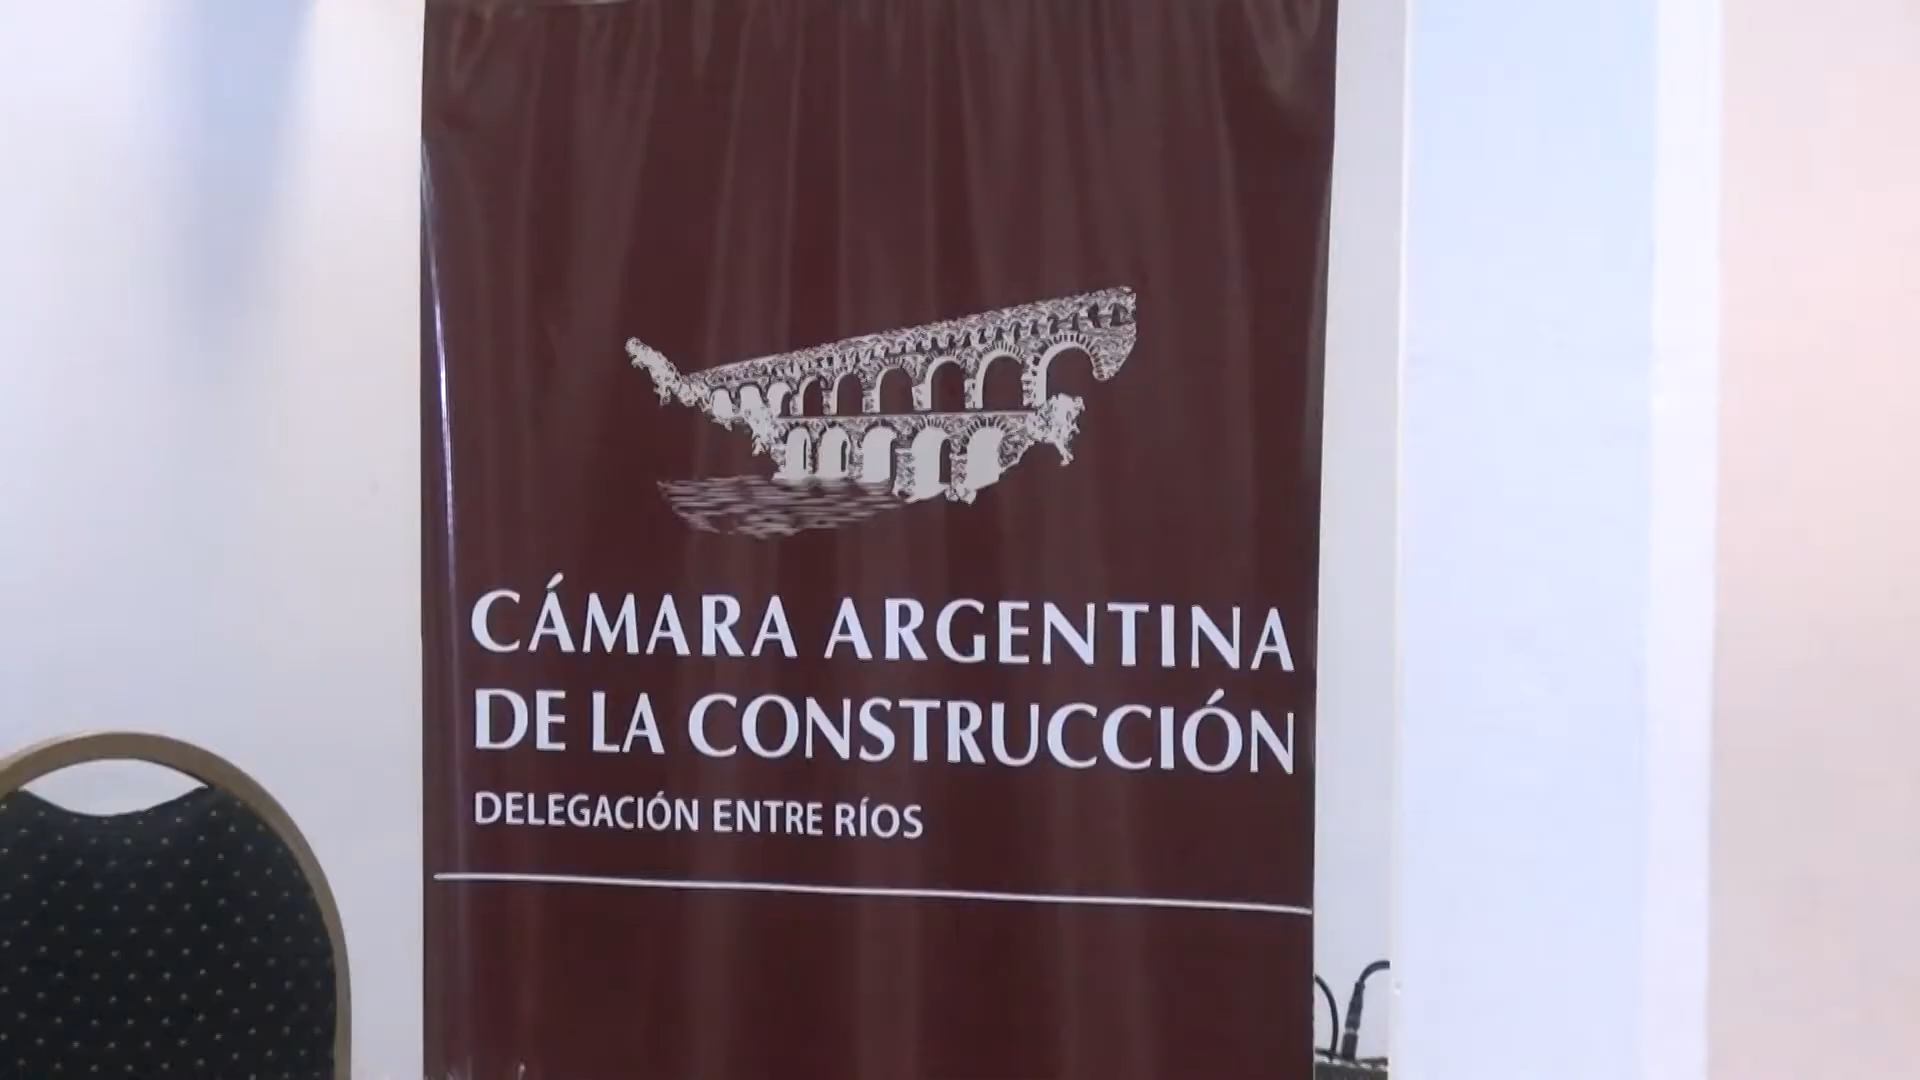 CÁMARA ARGENTINA
DE LA CONSTRUCCIÓN
DELEGACIÓN ENTRE RÍOS